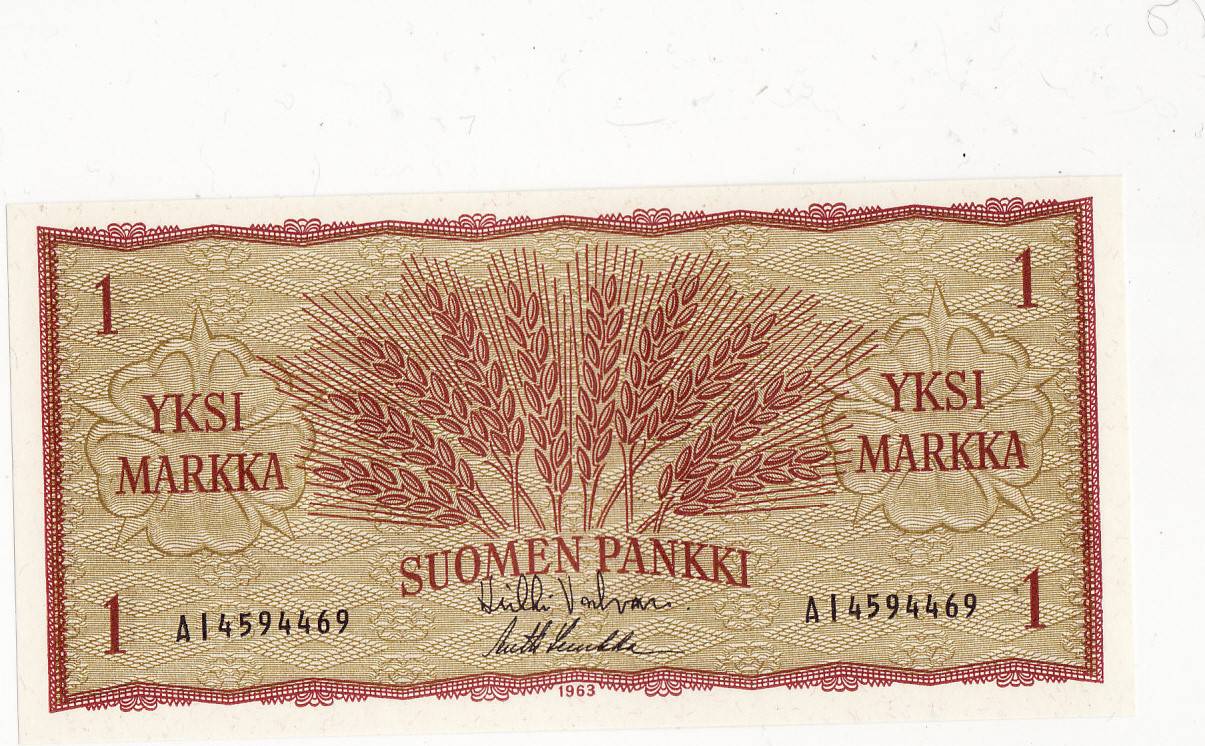 1 1
YKSI MARKKA
YKSI MARKKA
SUOMEN PANKKI
A14594469
A14594469
1 1
1963